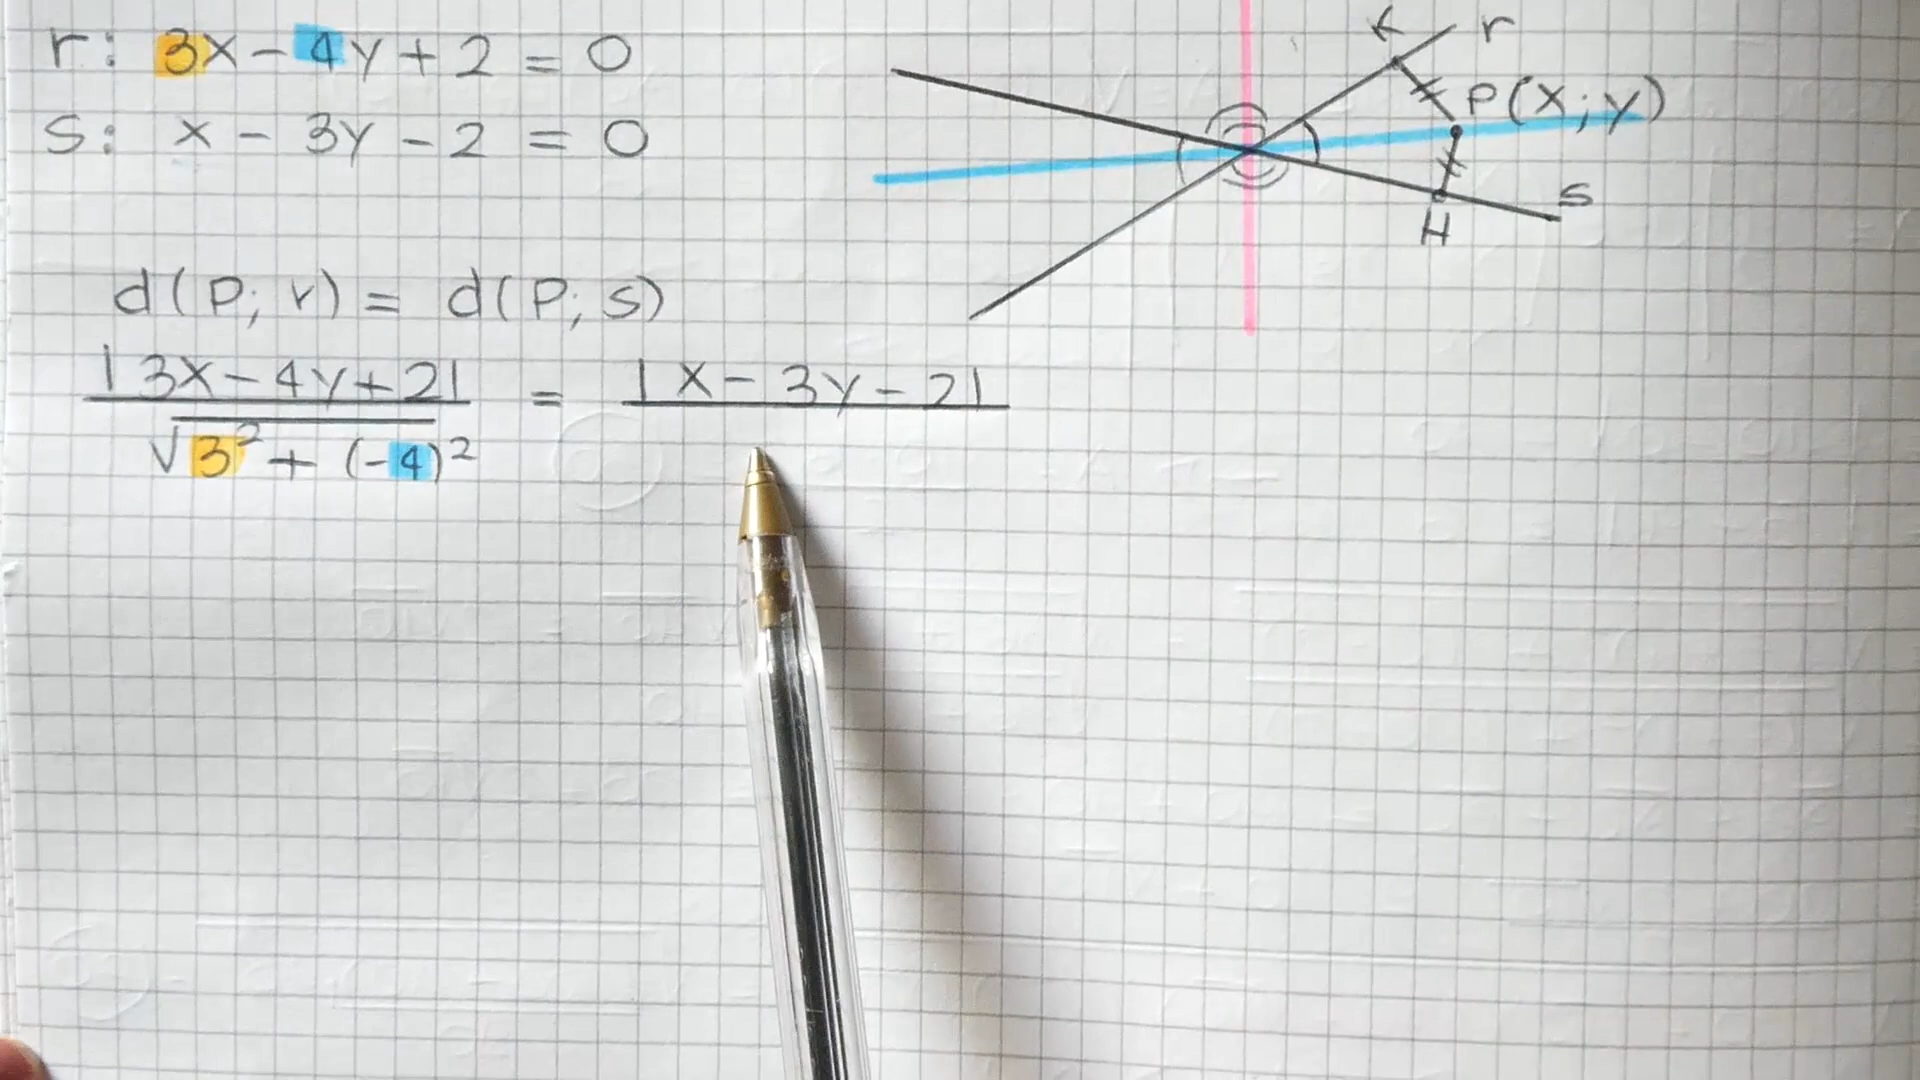 r: 3x - 4y + 2 = 0
s: x - 3y - 2 = 0
K
r
P(x;y)
s
H
d(P; r) = d(P; s)
|3x - 4y + 2| = |x - 3y - 2|
√3² + (-4)²